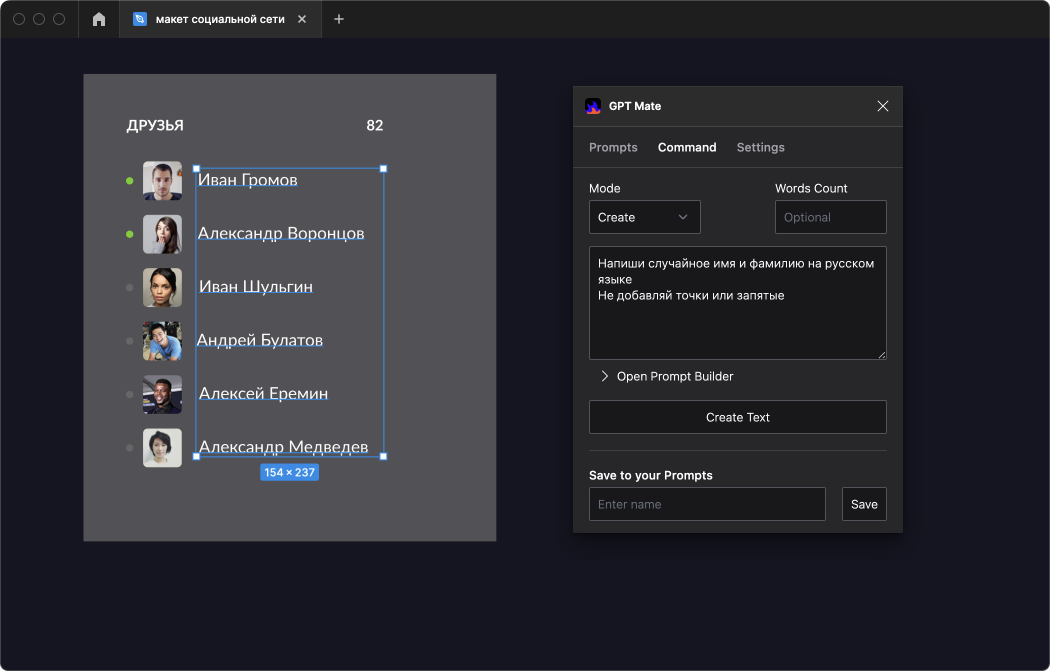 макет социальной сети
ДРУЗЬЯ 82
Иван Громов
Александр Воронцов
Иван Шульгин
Андрей Булатов
Алексей Еремин
Александр Медведев
154 × 237
GPT Mate
Prompts Command Settings
Mode Words Count
Create Optional
Напиши случайное имя и фамилию на русском
языке
Не добавляй точки или запятые
Open Prompt Builder
Create Text
Save to your Prompts
Enter name Save